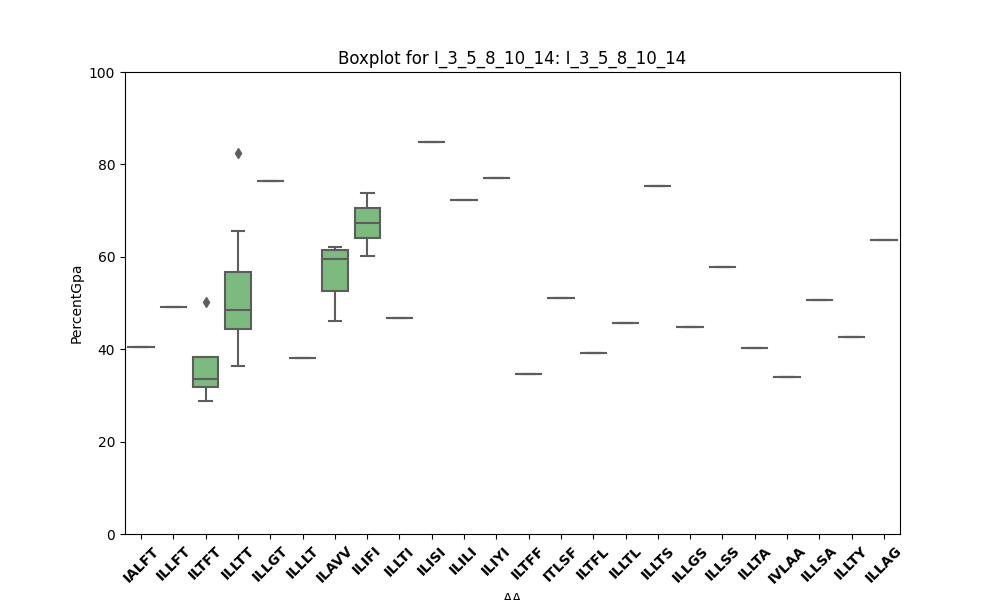 Boxplot for I_3_5_8_10_14: I_3_5_8_10_14
100
80
60
40
20
0
PercentGpa
IALFT ILLFT ILTFT ILLTT ILLGT ILLLT ILAVV ILIFI ILLTI ILISI ILILI ILIYI ILTFF ITLSF ILTFL ILLTL ILLTS ILLGS ILLSS ILLTA IVLAA ILLSA ILLTY ILLAG
AA